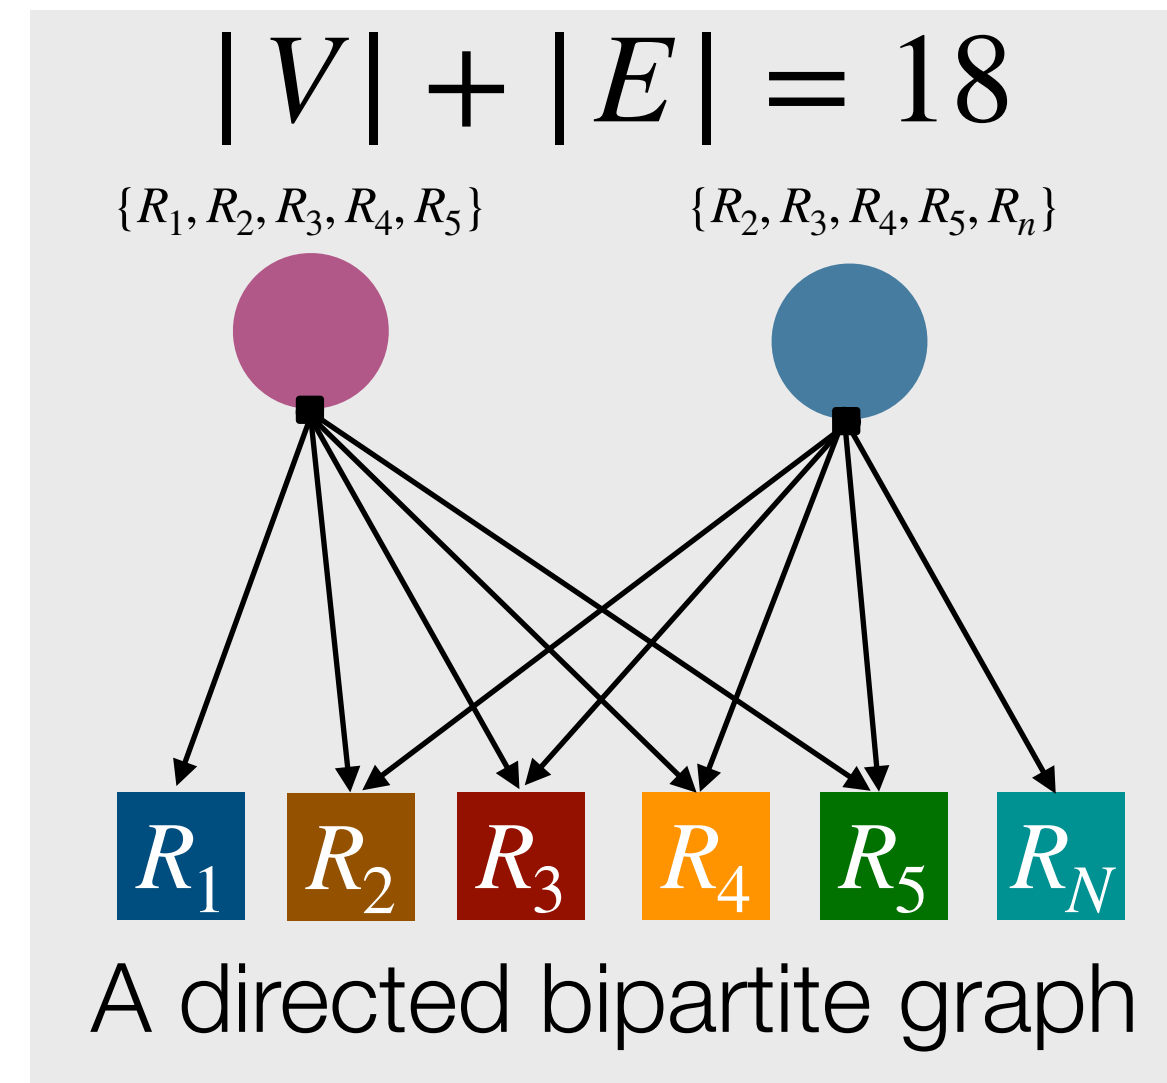 |V| + |E| = 18
{R₁, R₂, R₃, R₄, R₅} {R₂, R₃, R₄, R₅, Rₙ}
R₁ R₂ R₃ R₄ R₅ R_N
A directed bipartite graph